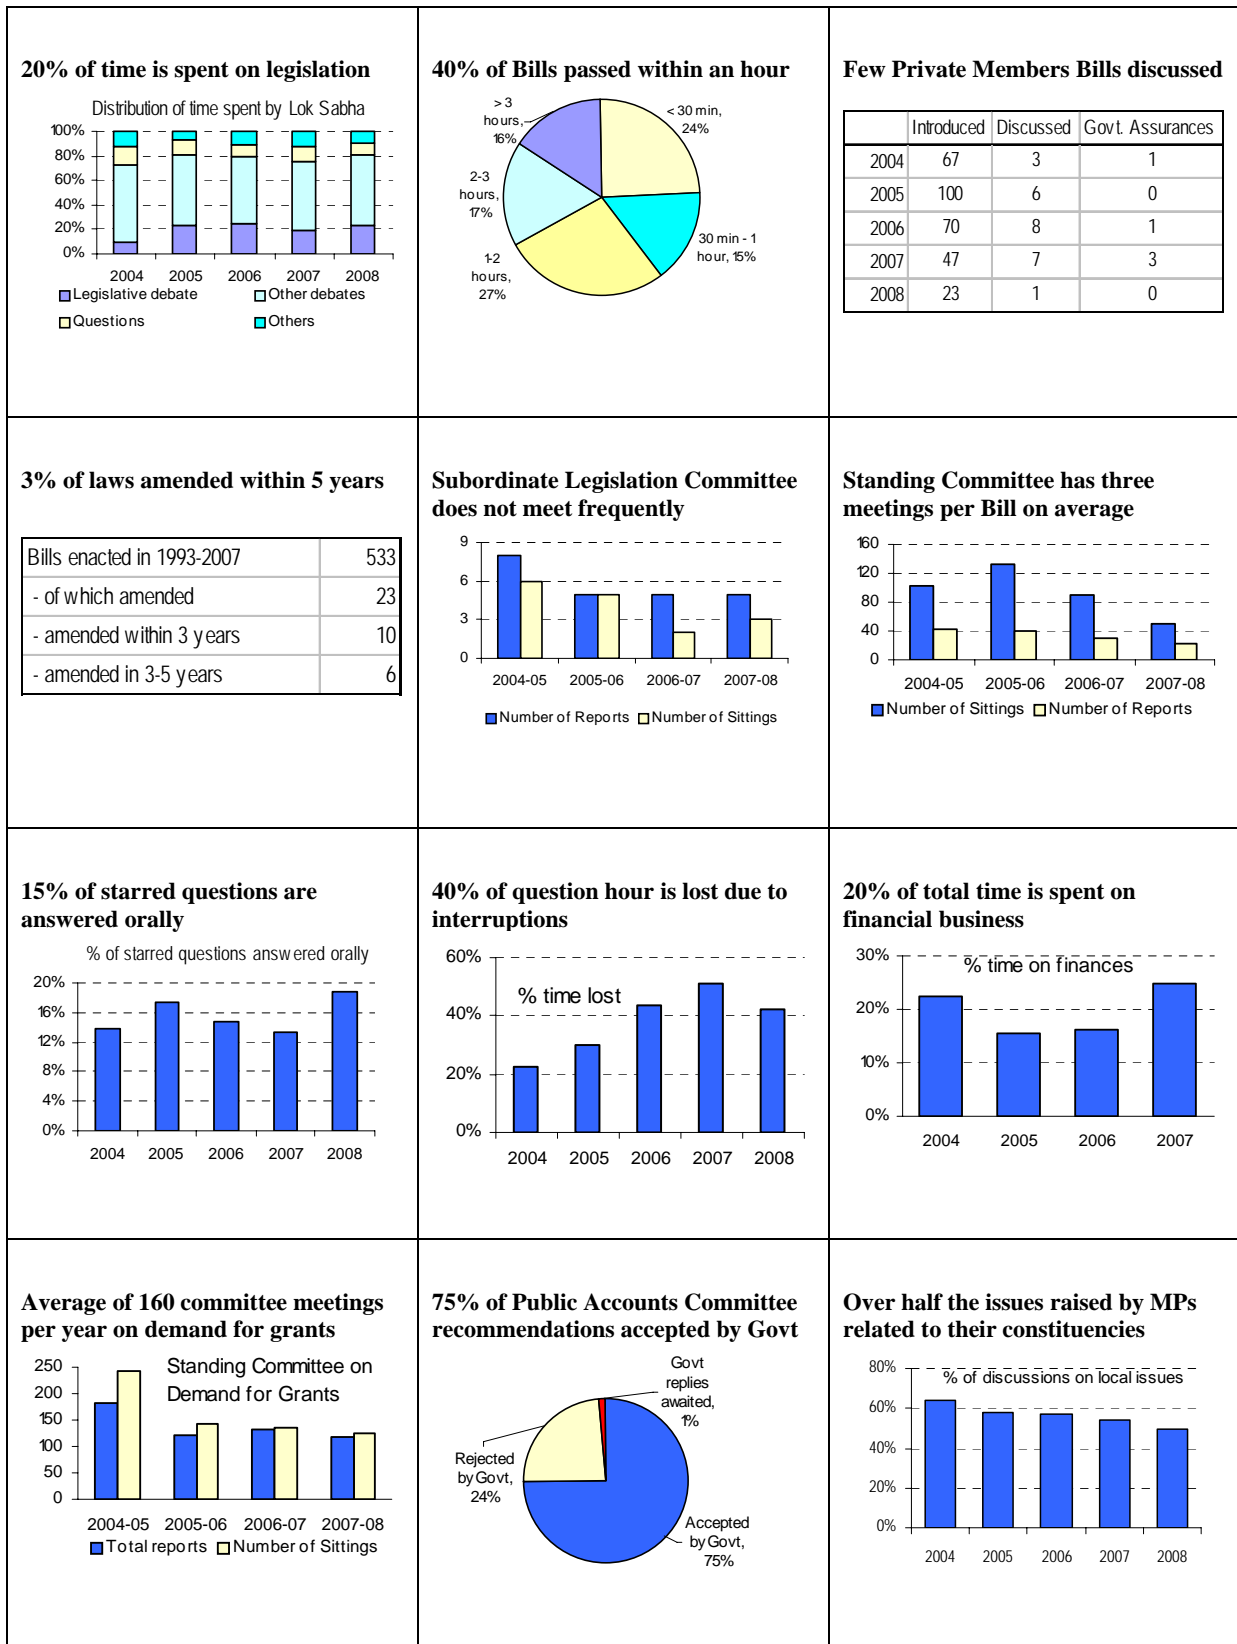 20% of time is spent on legislation
Distribution of time spent by Lok Sabha
100%
80%
60%
40%
20%
0%
2004 2005 2006 2007 2008
Legislative debate Other debates
Questions Others
40% of Bills passed within an hour
> 3
hours,
16%
< 30 min,
24%
2-3
hours,
17%
30 min - 1
hour, 15%
1-2
hours,
27%
Few Private Members Bills discussed
Introduced Discussed Govt. Assurances
2004 67 3 1
2005 100 6 0
2006 70 8 1
2007 47 7 3
2008 23 1 0
3% of laws amended within 5 years
Bills enacted in 1993-2007 533
- of which amended 23
- amended within 3 years 10
- amended in 3-5 years 6
Subordinate Legislation Committee
does not meet frequently
9
6
3
0
2004-05 2005-06 2006-07 2007-08
Number of Reports Number of Sittings
Standing Committee has three
meetings per Bill on average
160
120
80
40
0
2004-05 2005-06 2006-07 2007-08
Number of Sittings Number of Reports
15% of starred questions are
answered orally
% of starred questions answered orally
20%
16%
12%
8%
4%
0%
2004 2005 2006 2007 2008
40% of question hour is lost due to
interruptions
60%
% time lost
40%
20%
0%
2004 2005 2006 2007 2008
20% of total time is spent on
financial business
30%
% time on finances
20%
10%
0%
2004 2005 2006 2007
Average of 160 committee meetings
per year on demand for grants
Standing Committee on
Demand for Grants
250
200
150
100
50
0
2004-05 2005-06 2006-07 2007-08
Total reports Number of Sittings
75% of Public Accounts Committee
recommendations accepted by Govt
Govt
replies
awaited,
1%
Rejected
by Govt,
24%
Accepted
by Govt,
75%
Over half the issues raised by MPs
related to their constituencies
80%
% of discussions on local issues
60%
40%
20%
0%
2004 2005 2006 2007 2008